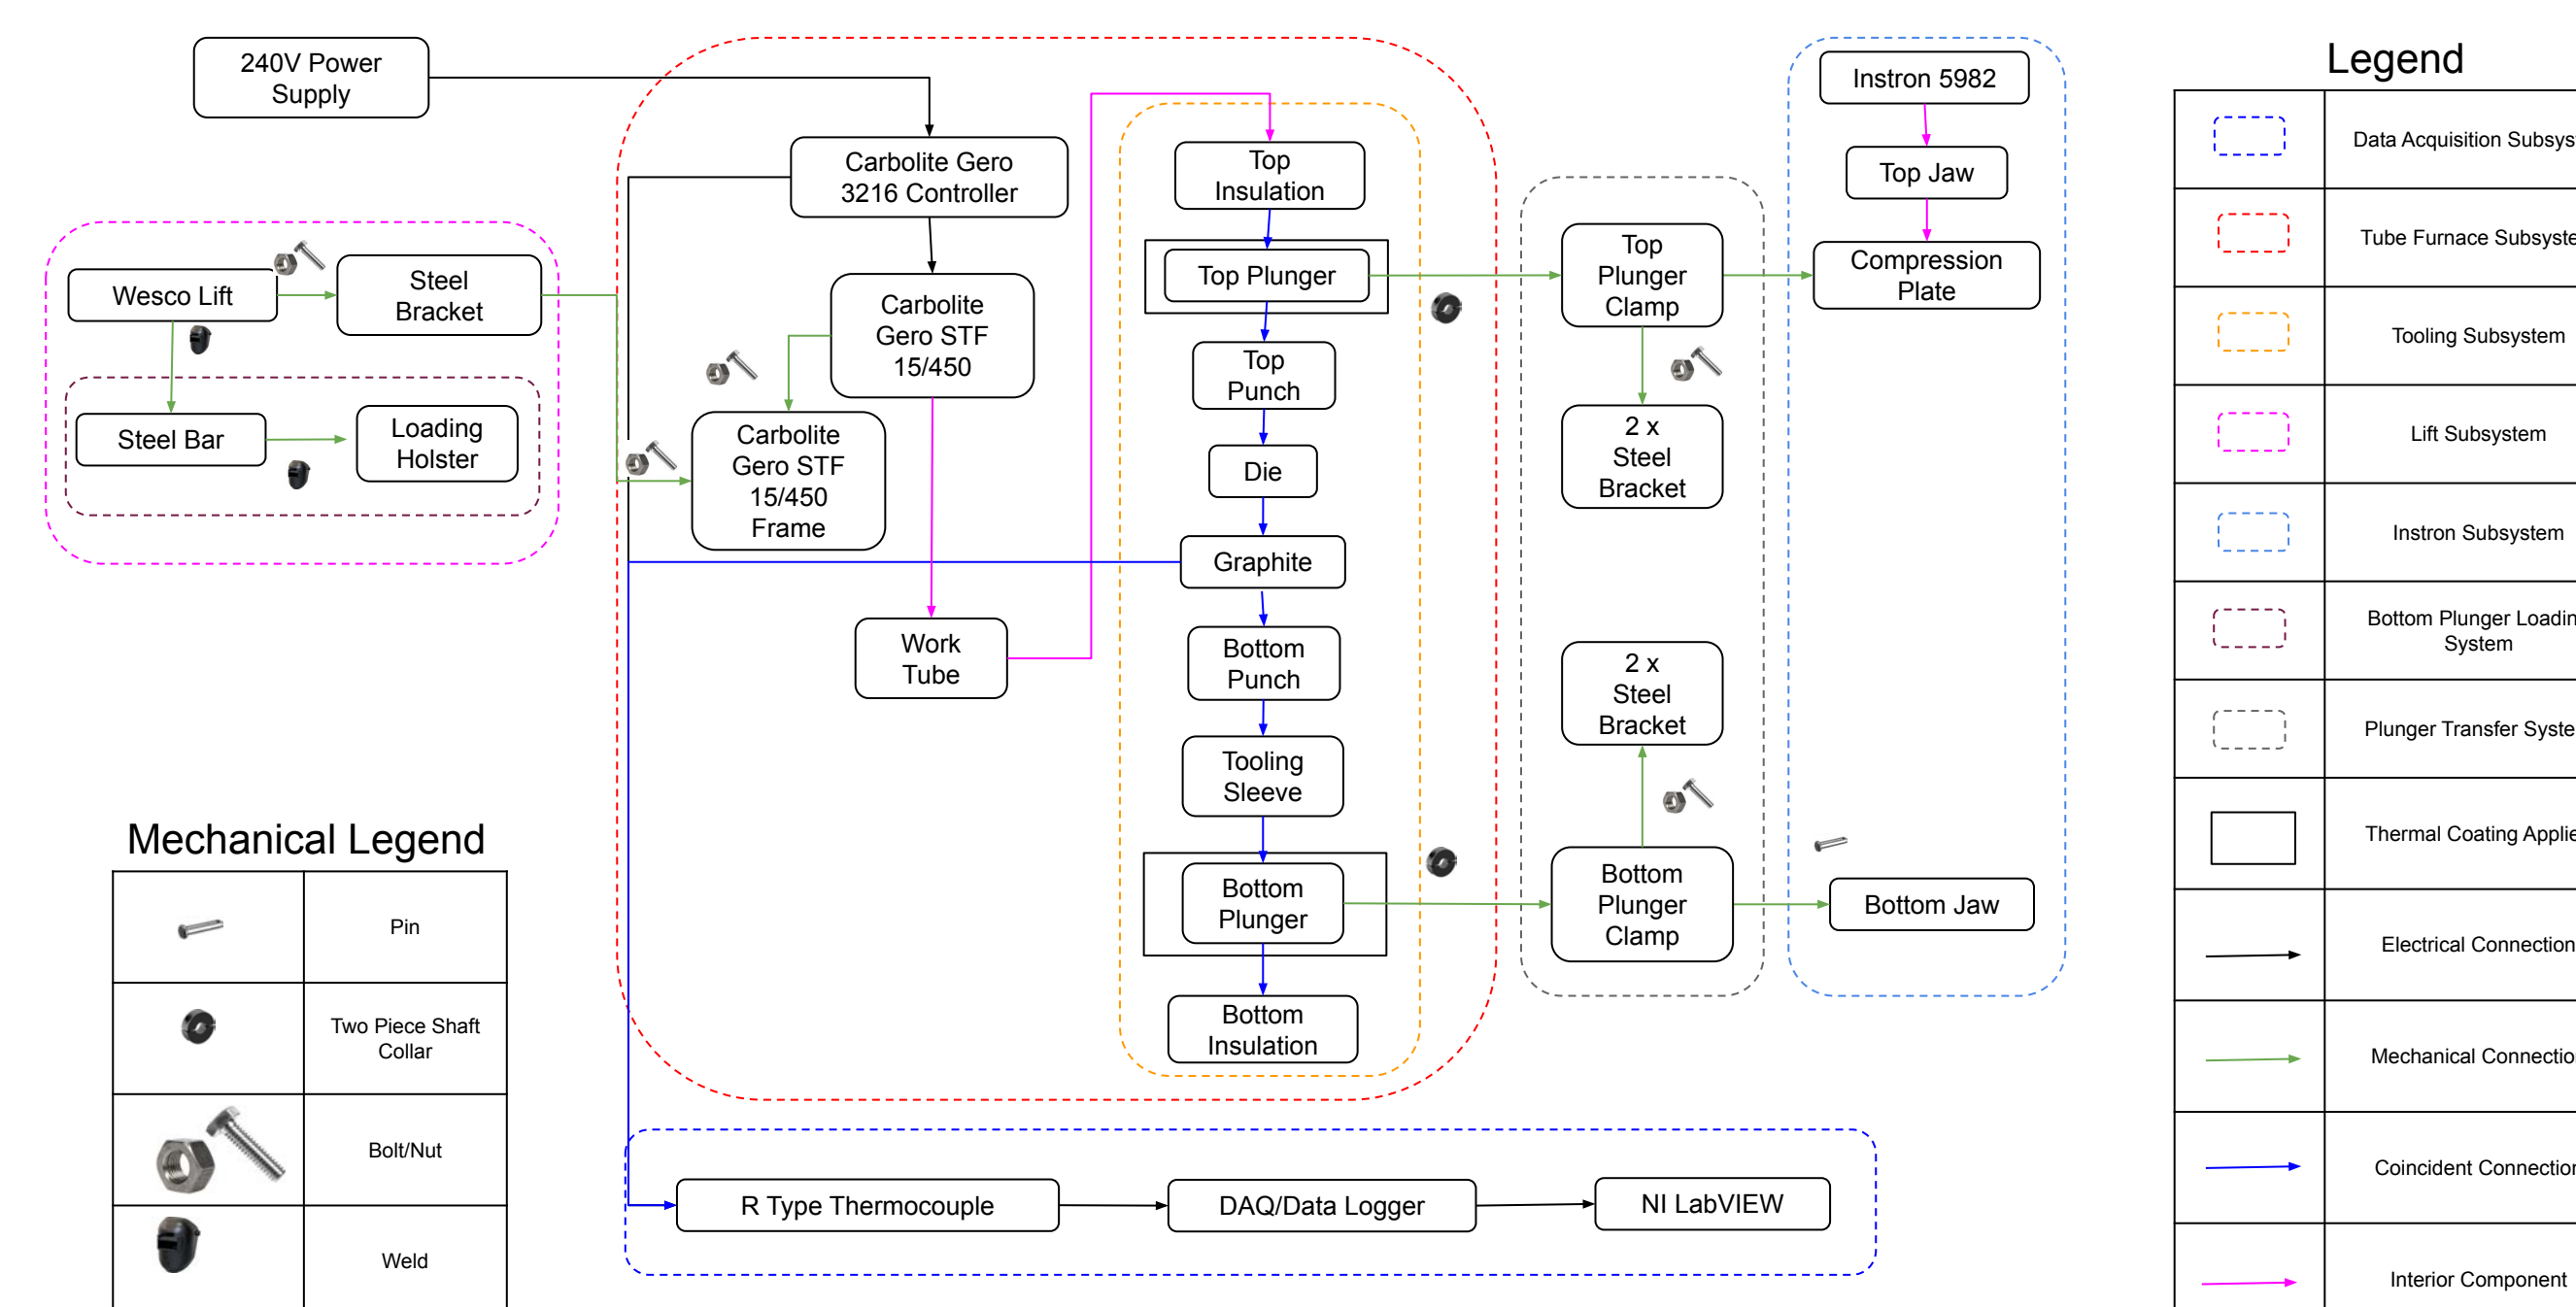 240V Power
Supply
Carbolite Gero
3216 Controller
Wesco Lift
Steel
Bracket
Steel Bar
Loading
Holster
Carbolite
Gero STF
15/450
Carbolite
Gero STF
15/450
Frame
Work
Tube
Top
Insulation
Top Plunger
Top
Punch
Die
Graphite
Bottom
Punch
Tooling
Sleeve
Bottom
Plunger
Bottom
Insulation
Top
Plunger
Clamp
2 x
Steel
Bracket
2 x
Steel
Bracket
Bottom
Plunger
Clamp
Instron 5982
Top Jaw
Compression
Plate
Bottom Jaw
R Type Thermocouple
DAQ/Data Logger
NI LabVIEW
Mechanical Legend
Pin
Two Piece Shaft
Collar
Bolt/Nut
Weld
Legend
Data Acquisition Subsys
Tube Furnace Subsyste
Tooling Subsystem
Lift Subsystem
Instron Subsystem
Bottom Plunger Loadin
System
Plunger Transfer Syste
Thermal Coating Applie
Electrical Connection
Mechanical Connectio
Coincident Connection
Interior Component